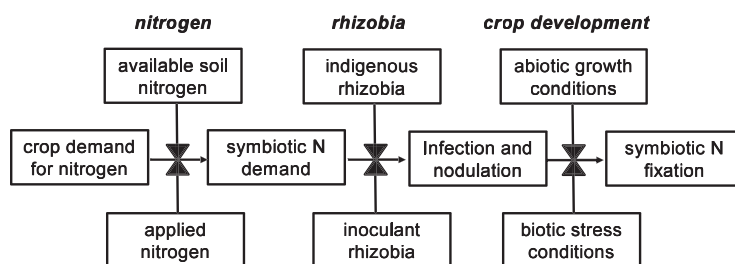 nitrogen
rhizobia
crop development
available soil
nitrogen
indigenous
rhizobia
abiotic growth
conditions
crop demand
for nitrogen
symbiotic N
demand
Infection and
nodulation
symbiotic N
fixation
applied
nitrogen
inoculant
rhizobia
biotic stress
conditions